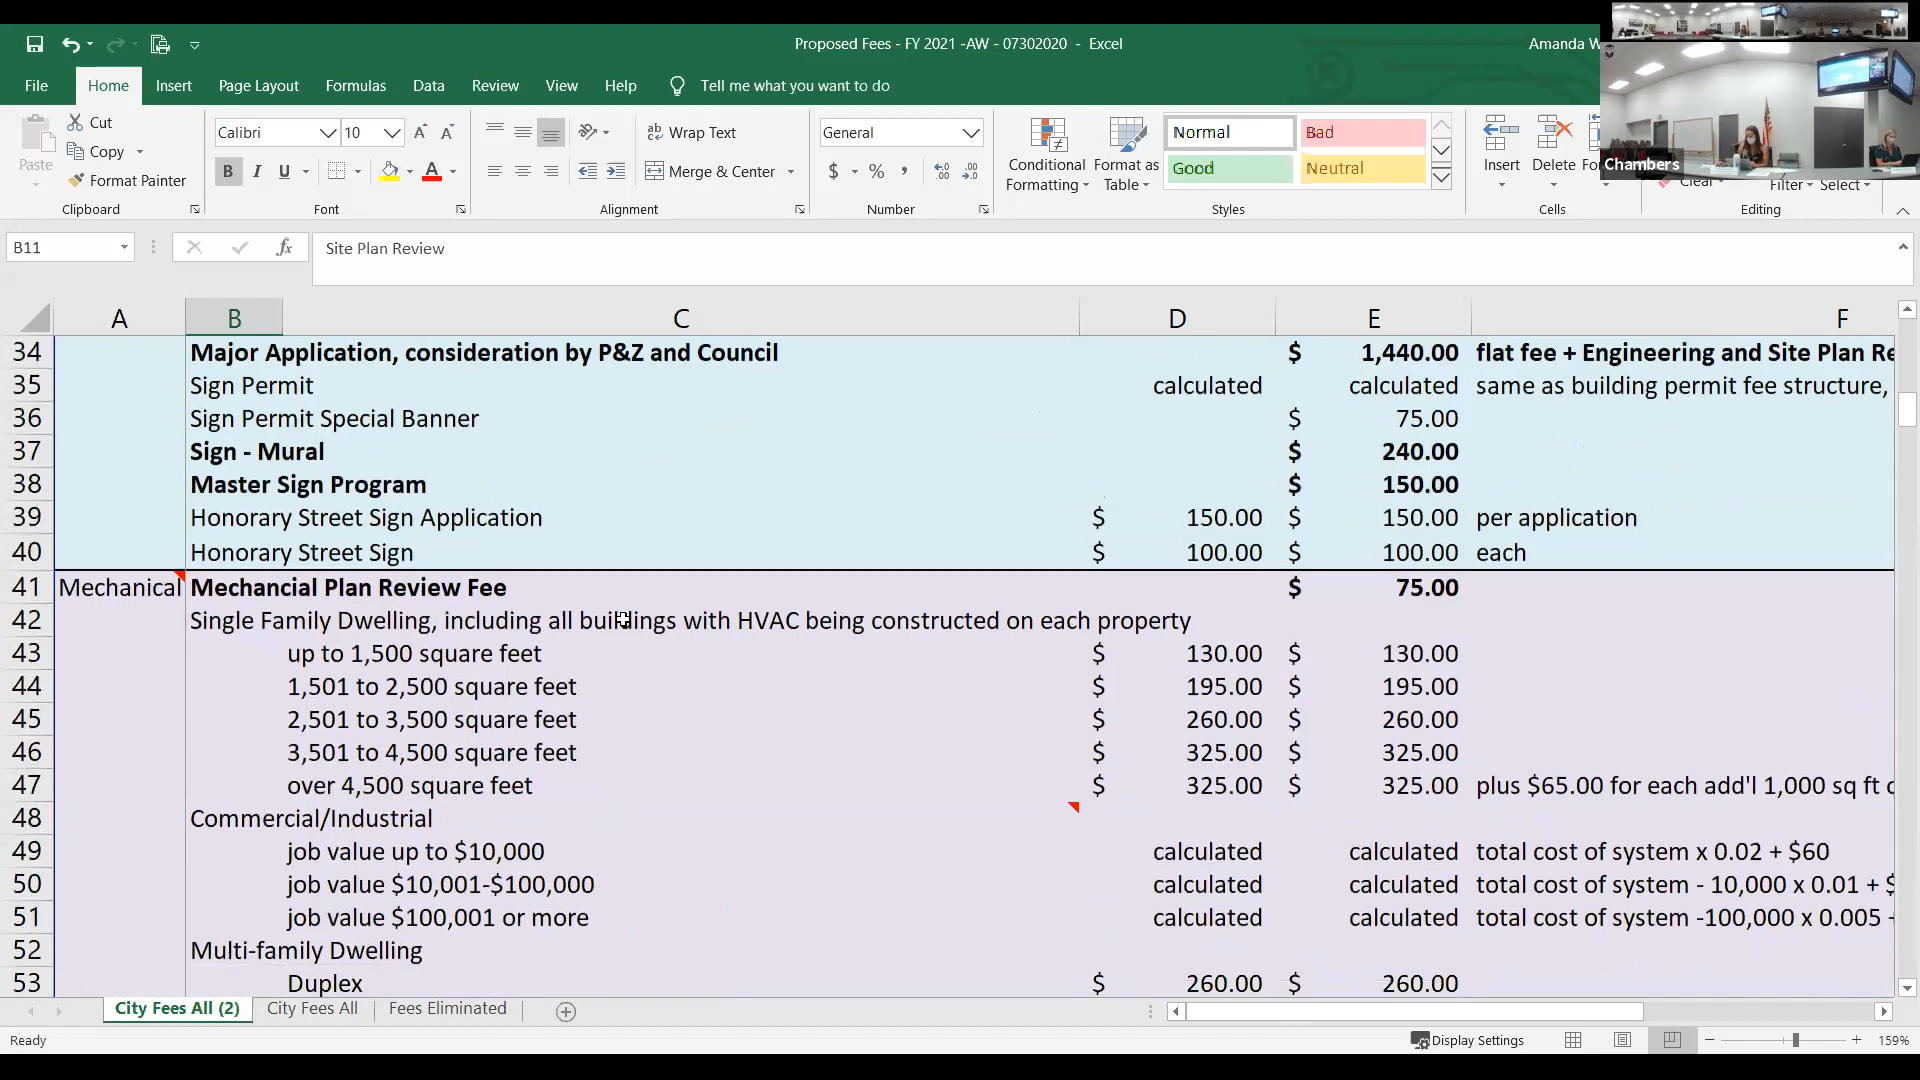 Proposed Fees - FY 2021 -AW - 07302020 - Excel
Amanda W
File Home Insert Page Layout Formulas Data Review View Help Tell me what you want to do
Paste
Cut
Copy
Format Painter
Clipboard
Calibri 10
B I U
Font
Wrap Text
Merge & Center
Alignment
General
$ % ,
Number
Conditional Formatting
Format as Table
Normal Bad
Good Neutral
Styles
Insert Delete
Cells
Clear
Filter Select
Editing
Chambers
B11 fx Site Plan Review
A B C D E F
34 Major Application, consideration by P&Z and Council $ 1,440.00 flat fee + Engineering and Site Plan Re
35 Sign Permit calculated calculated same as building permit fee structure,
36 Sign Permit Special Banner $ 75.00
37 Sign - Mural $ 240.00
38 Master Sign Program $ 150.00
39 Honorary Street Sign Application $ 150.00 $ 150.00 per application
40 Honorary Street Sign $ 100.00 $ 100.00 each
41 Mechanical Mechancial Plan Review Fee $ 75.00
42 Single Family Dwelling, including all buildings with HVAC being constructed on each property
43 up to 1,500 square feet $ 130.00 $ 130.00
44 1,501 to 2,500 square feet $ 195.00 $ 195.00
45 2,501 to 3,500 square feet $ 260.00 $ 260.00
46 3,501 to 4,500 square feet $ 325.00 $ 325.00
47 over 4,500 square feet $ 325.00 $ 325.00 plus $65.00 for each add'l 1,000 sq ft
48 Commercial/Industrial
49 job value up to $10,000 calculated calculated total cost of system x 0.02 + $60
50 job value $10,001-$100,000 calculated calculated total cost of system - 10,000 x 0.01 + $
51 job value $100,001 or more calculated calculated total cost of system -100,000 x 0.005 +
52 Multi-family Dwelling
53 Duplex $ 260.00 $ 260.00
City Fees All (2) City Fees All Fees Eliminated
Ready Display Settings 159%